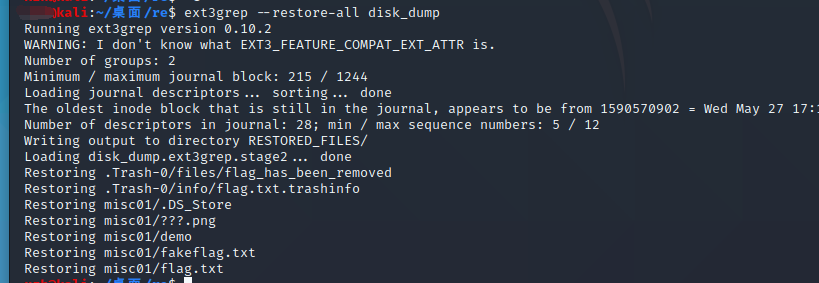 @kali:~/桌面/re$ ext3grep --restore-all disk_dump
Running ext3grep version 0.10.2
WARNING: I don't know what EXT3_FEATURE_COMPAT_EXT_ATTR is.
Number of groups: 2
Minimum / maximum journal block: 215 / 1244
Loading journal descriptors... sorting... done
The oldest inode block that is still in the journal, appears to be from 1590570902 = Wed May 27 17:
Number of descriptors in journal: 28; min / max sequence numbers: 5 / 12
Writing output to directory RESTORED_FILES/
Loading disk_dump.ext3grep.stage2... done
Restoring .Trash-0/files/flag_has_been_removed
Restoring .Trash-0/info/flag.txt.trashinfo
Restoring misc01/.DS_Store
Restoring misc01/???.png
Restoring misc01/demo
Restoring misc01/fakeflag.txt
Restoring misc01/flag.txt
@kali:~/桌面/re$